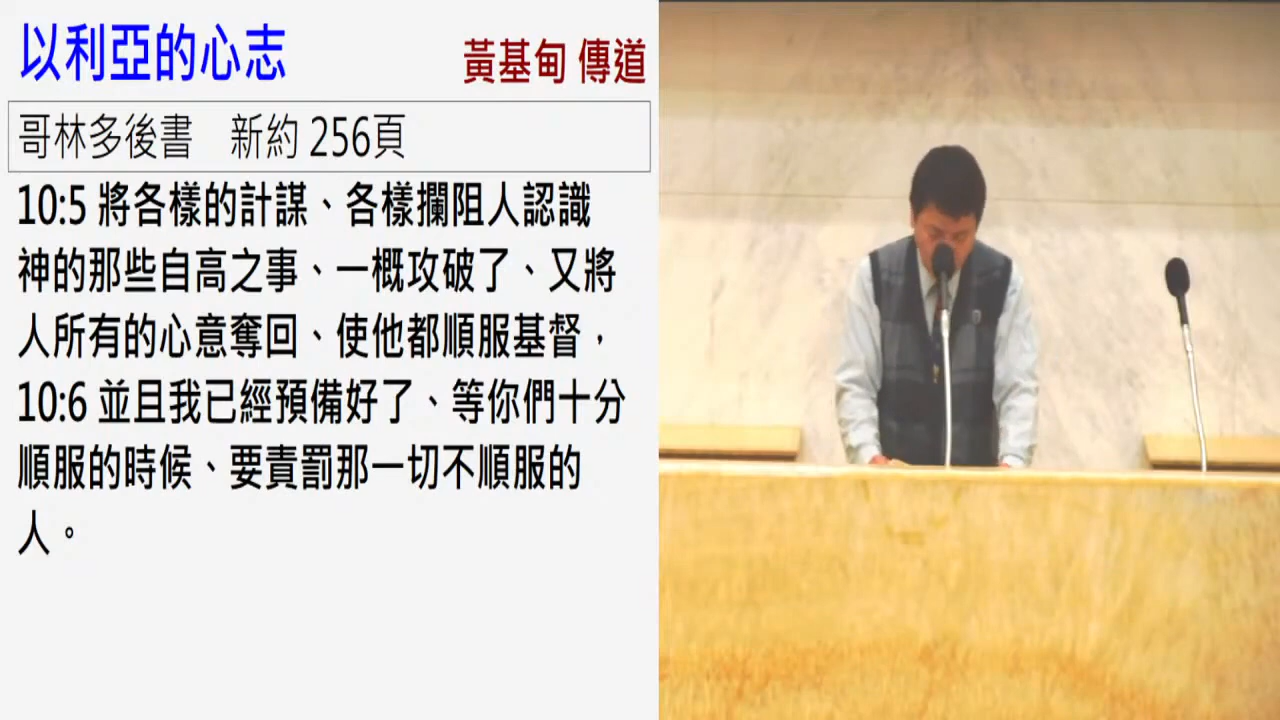 以利亞的心志
黃基甸 傳道
哥林多後書 新約 256頁
10:5 將各樣的計謀、各樣攔阻人認識
神的那些自高之事、一概攻破了、又將
人所有的心意奪回、使他都順服基督，
10:6 並且我已經預備好了、等你們十分
順服的時候、要責罰那一切不順服的
人。